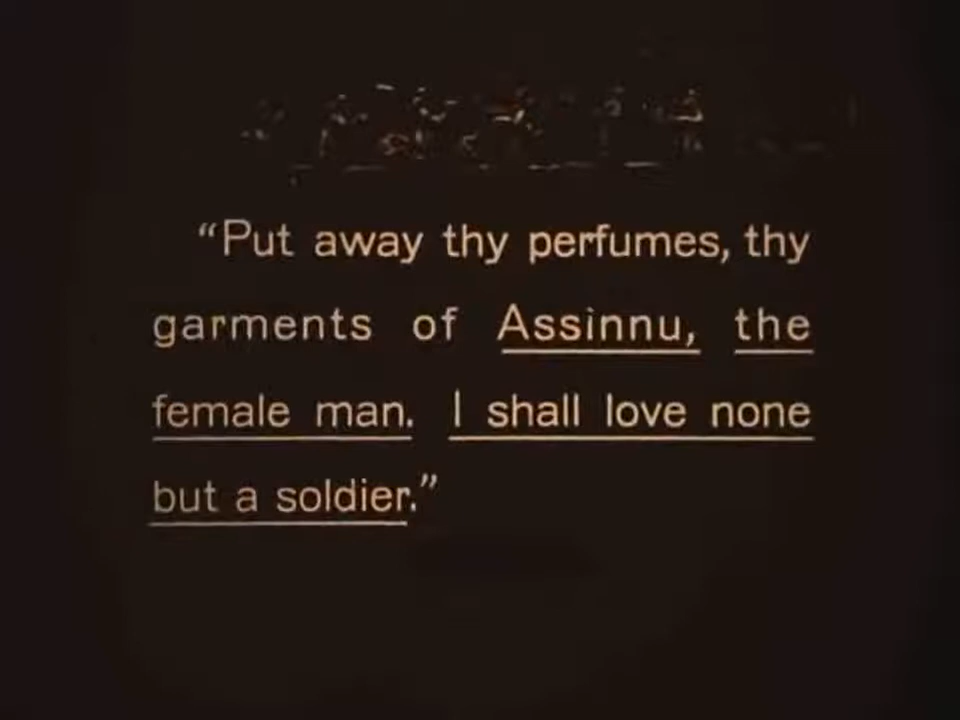 “Put away thy perfumes, thy
garments of Assinnu, the
female man. I shall love none
but a soldier.”